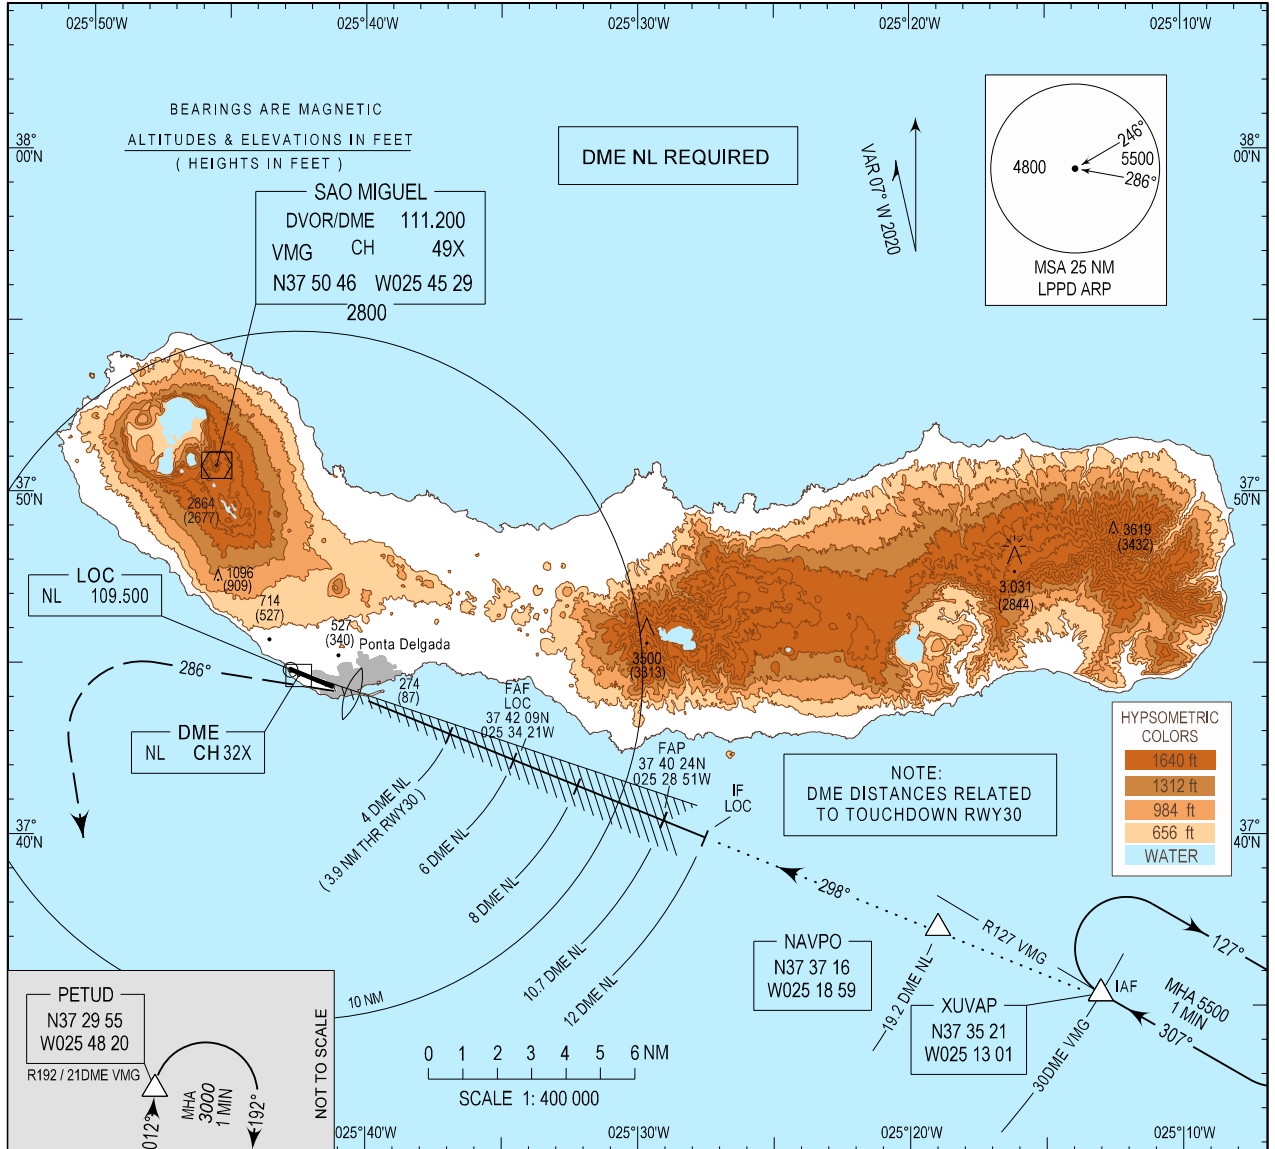 025°50'W
025°40'W
025°30'W
025°20'W
025°10'W
BEARINGS ARE MAGNETIC
ALTITUDES & ELEVATIONS IN FEET
( HEIGHTS IN FEET )
38°
00'N
DME NL REQUIRED
VAR 07° W 2020
4800
246°
5500
286°
MSA 25 NM
LPPD ARP
38°
00'N
SAO MIGUEL
DVOR/DME 111.200
VMG CH 49X
N37 50 46 W025 45 29
2800
37°
50'N
37°
50'N
2864
(2677)
1096
(909)
714
(527)
527
(340)
Ponta Delgada
3500
(3313)
3.031
(2844)
3619
(3432)
LOC
NL 109.500
286°
DME
NL CH 32X
274
(87)
FAF
LOC
37 42 09N
025 34 21W
FAP
37 40 24N
025 28 51W
IF
LOC
NOTE:
DME DISTANCES RELATED
TO TOUCHDOWN RWY30
HYPSOMETRIC
COLORS
1640 ft
1312 ft
984 ft
656 ft
WATER
37°
40'N
37°
40'N
4 DME NL
( 3.9 NM THR RWY30 )
6 DME NL
8 DME NL
10.7 DME NL
12 DME NL
10 NM
298°
NAVPO
N37 37 16
W025 18 59
19.2 DME NL
R127 VMG
XUVAP
N37 35 21
W025 13 01
IAF
30DME VMG
127°
MHA 5500
1 MIN
307°
PETUD
N37 29 55
W025 48 20
R192 / 21DME VMG
012°
MHA
3000
1 MIN
192°
NOT TO SCALE
0 1 2 3 4 5 6 NM
SCALE 1: 400 000
025°40'W
025°30'W
025°20'W
025°10'W